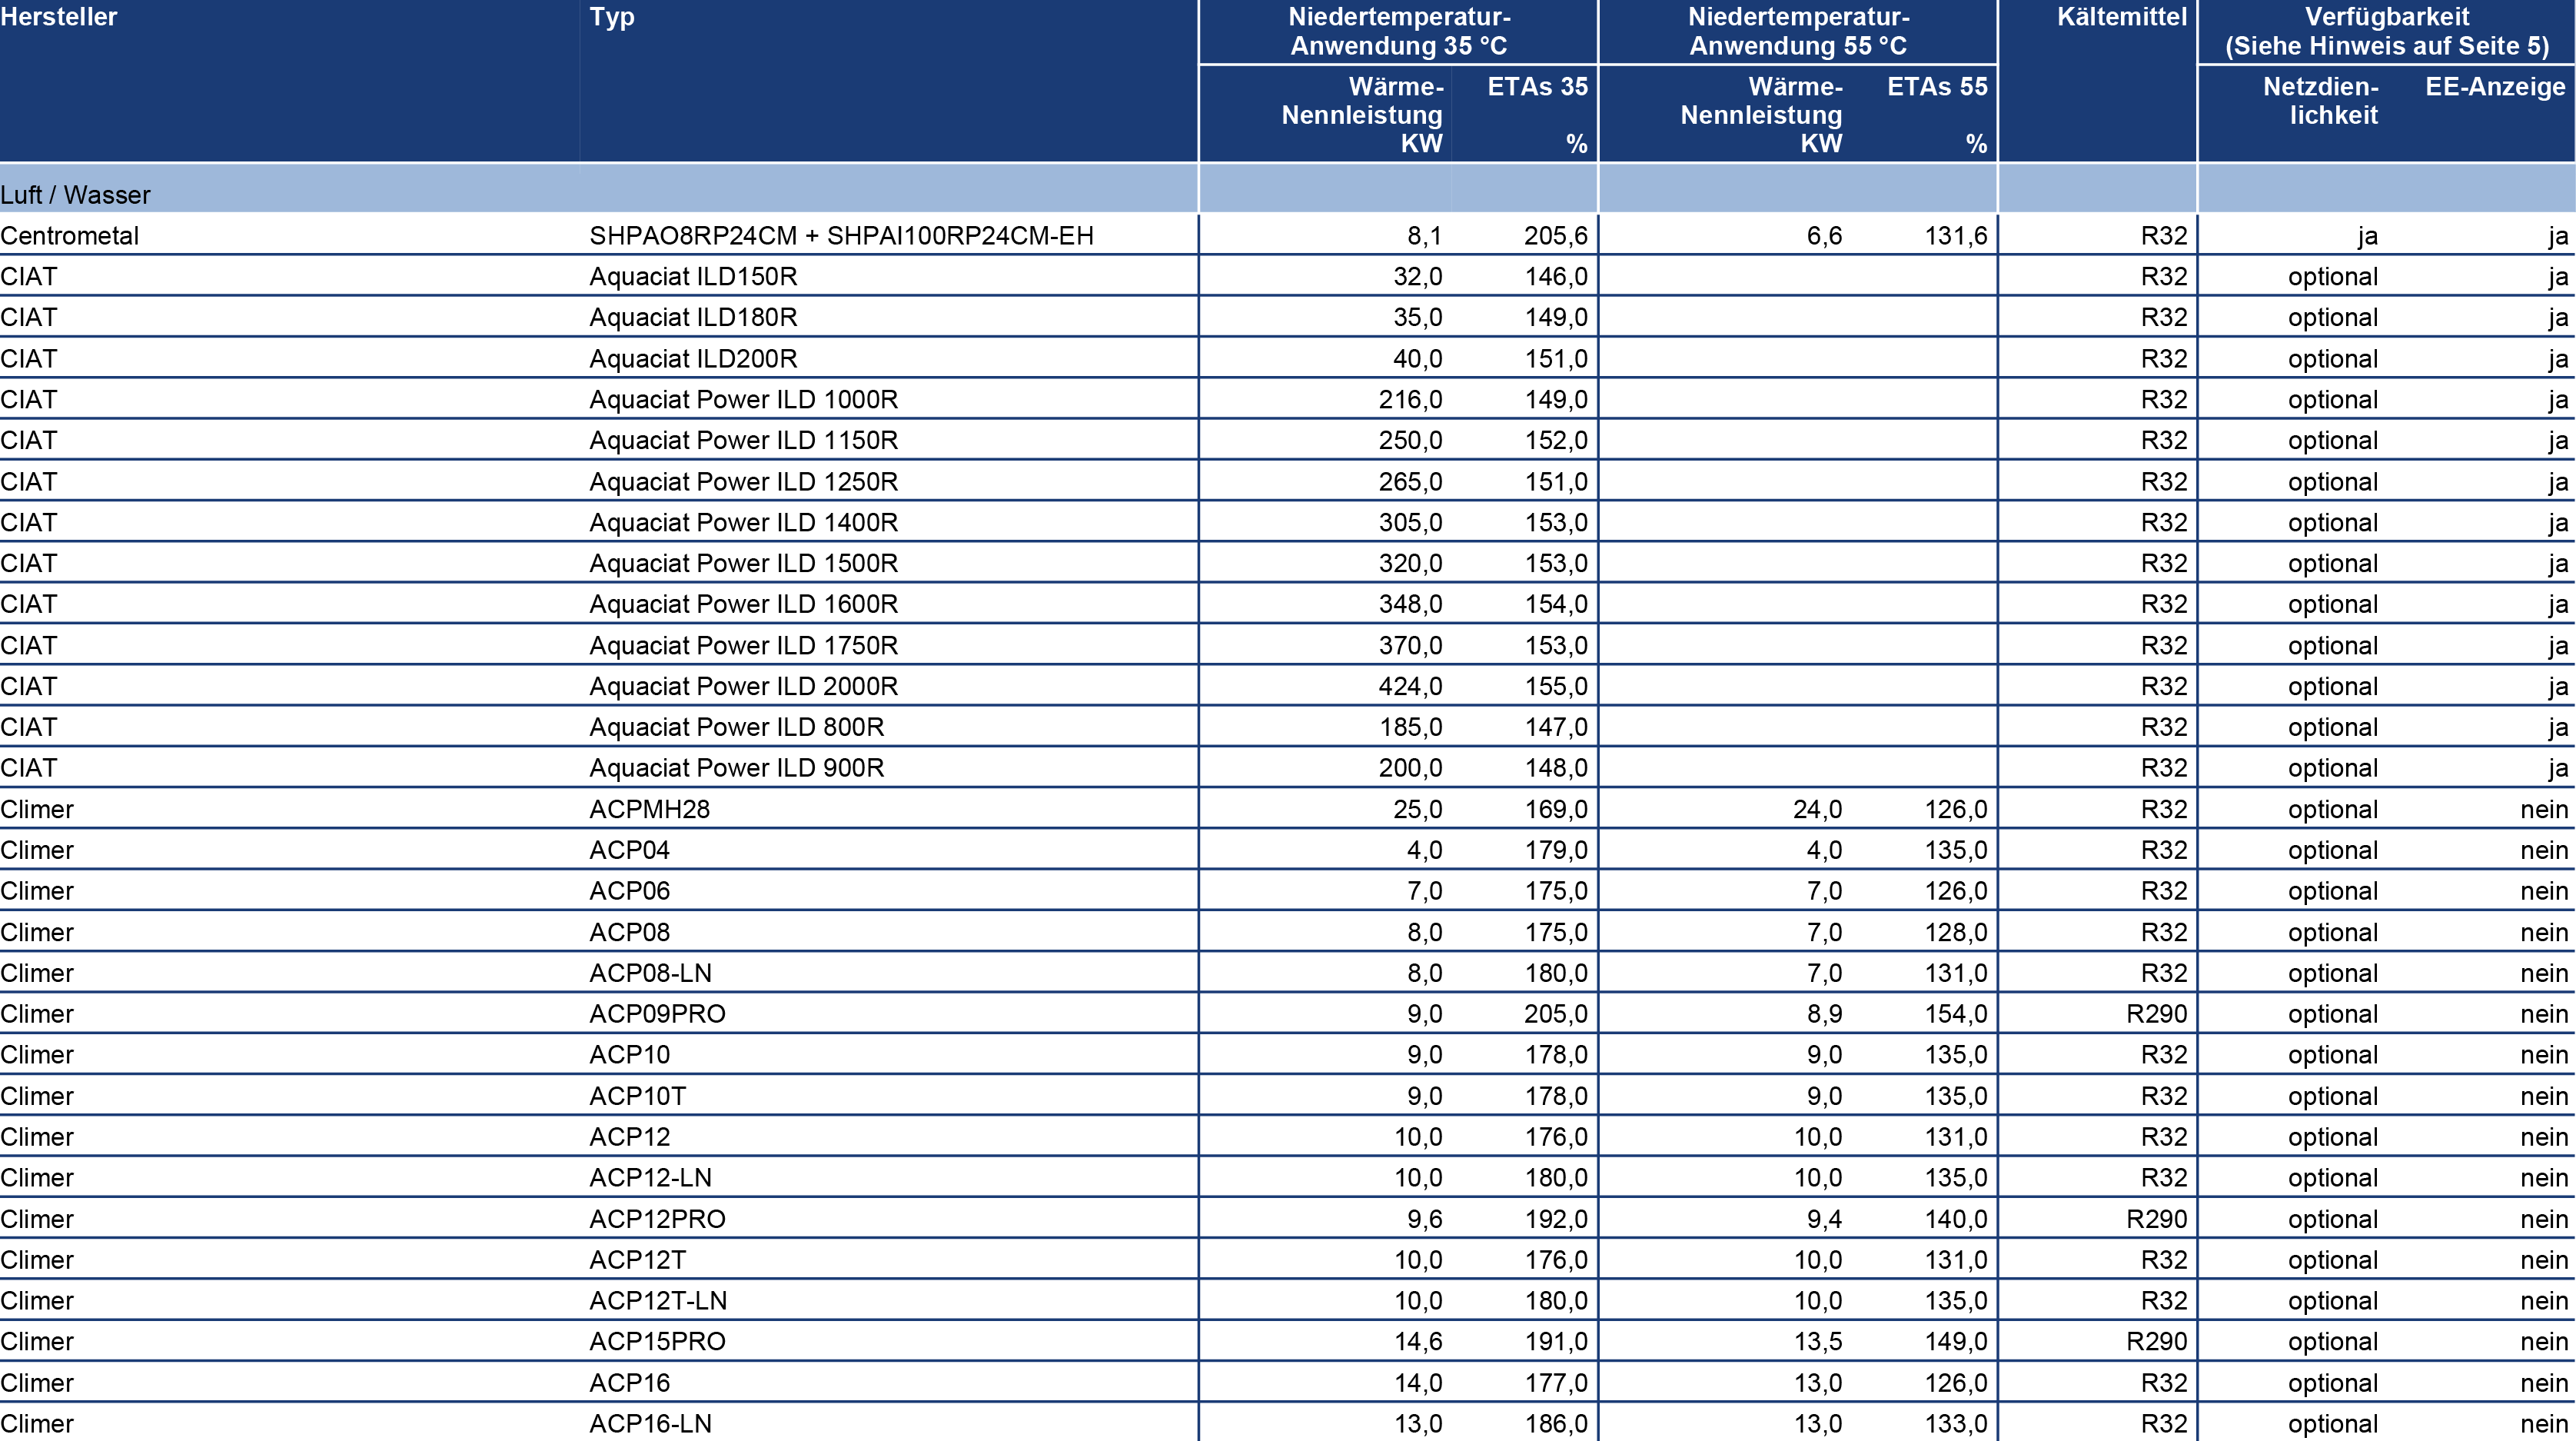 Hersteller Typ Niedertemperatur- Niedertemperatur- Kältemittel Verfügbarkeit
Anwendung 35 °C Anwendung 55 °C (Siehe Hinweis auf Seite 5)
Wärme- ETAs 35 Wärme- ETAs 55 Netzdien- EE-Anzeige
Nennleistung Nennleistung lichkeit
KW % KW %
Luft / Wasser
Centrometal SHPAO8RP24CM + SHPAI100RP24CM-EH 8,1 205,6 6,6 131,6 R32 ja ja
CIAT Aquaciat ILD150R 32,0 146,0 R32 optional ja
CIAT Aquaciat ILD180R 35,0 149,0 R32 optional ja
CIAT Aquaciat ILD200R 40,0 151,0 R32 optional ja
CIAT Aquaciat Power ILD 1000R 216,0 149,0 R32 optional ja
CIAT Aquaciat Power ILD 1150R 250,0 152,0 R32 optional ja
CIAT Aquaciat Power ILD 1250R 265,0 151,0 R32 optional ja
CIAT Aquaciat Power ILD 1400R 305,0 153,0 R32 optional ja
CIAT Aquaciat Power ILD 1500R 320,0 153,0 R32 optional ja
CIAT Aquaciat Power ILD 1600R 348,0 154,0 R32 optional ja
CIAT Aquaciat Power ILD 1750R 370,0 153,0 R32 optional ja
CIAT Aquaciat Power ILD 2000R 424,0 155,0 R32 optional ja
CIAT Aquaciat Power ILD 800R 185,0 147,0 R32 optional ja
CIAT Aquaciat Power ILD 900R 200,0 148,0 R32 optional ja
Climer ACPMH28 25,0 169,0 24,0 126,0 R32 optional nein
Climer ACP04 4,0 179,0 4,0 135,0 R32 optional nein
Climer ACP06 7,0 175,0 7,0 126,0 R32 optional nein
Climer ACP08 8,0 175,0 7,0 128,0 R32 optional nein
Climer ACP08-LN 8,0 180,0 7,0 131,0 R32 optional nein
Climer ACP09PRO 9,0 205,0 8,9 154,0 R290 optional nein
Climer ACP10 9,0 178,0 9,0 135,0 R32 optional nein
Climer ACP10T 9,0 178,0 9,0 135,0 R32 optional nein
Climer ACP12 10,0 176,0 10,0 131,0 R32 optional nein
Climer ACP12-LN 10,0 180,0 10,0 135,0 R32 optional nein
Climer ACP12PRO 9,6 192,0 9,4 140,0 R290 optional nein
Climer ACP12T 10,0 176,0 10,0 131,0 R32 optional nein
Climer ACP12T-LN 10,0 180,0 10,0 135,0 R32 optional nein
Climer ACP15PRO 14,6 191,0 13,5 149,0 R290 optional nein
Climer ACP16 14,0 177,0 13,0 126,0 R32 optional nein
Climer ACP16-LN 13,0 186,0 13,0 133,0 R32 optional nein